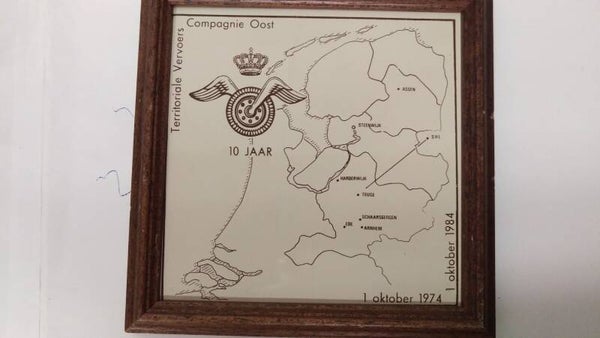 Territoriale Vervoers Compagnie Oost
10 JAAR
ASSEN
STEENWIJK
HARDERWIJK
TEUGE
SCHAARSBERGEN
EDE
ARNHEM
1 oktober 1974
1 oktober 1984